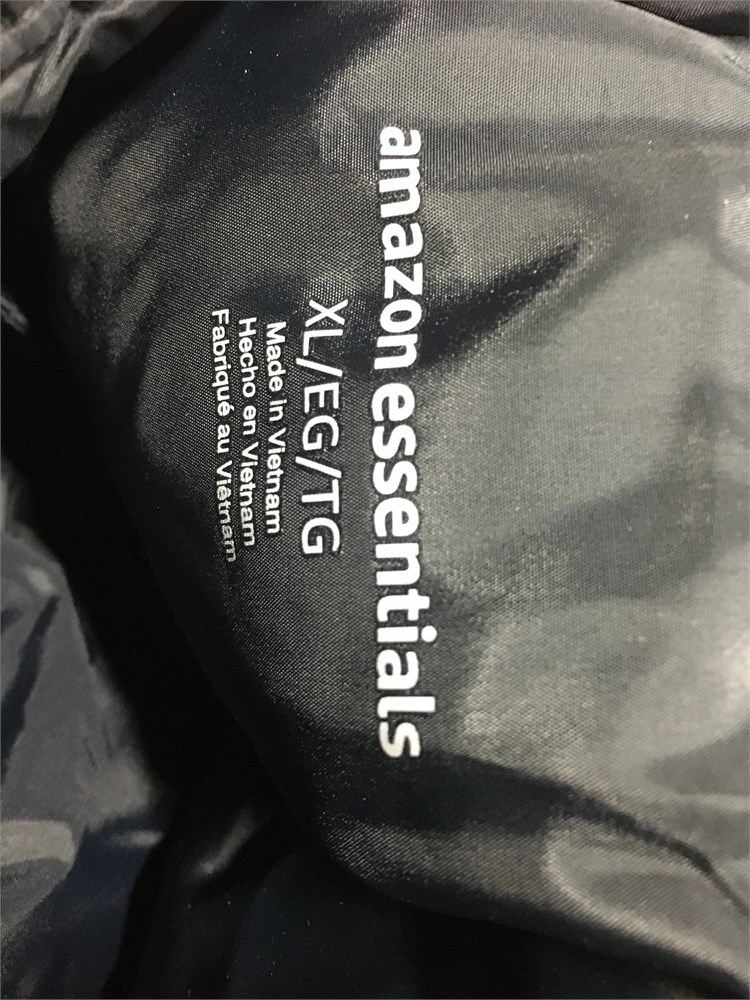 amazon essentials
XL/EG/TG
Made in Vietnam
Hecho en Vietnam
Fabriqué au Viêtnam